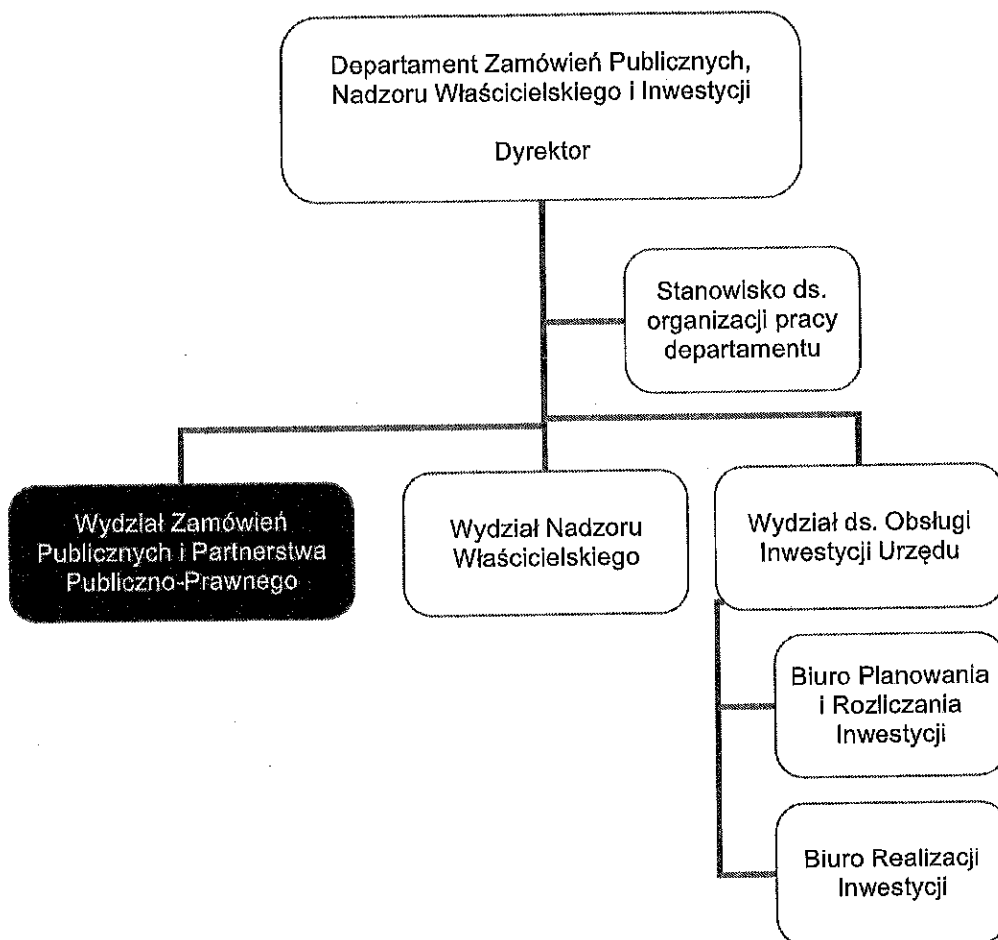 Departament Zamówień Publicznych,
Nadzoru Właścicielskiego i Inwestycji
Dyrektor
Stanowisko ds.
organizacji pracy
departamentu
Wydział Zamówień
Publicznych i Partnerstwa
Publiczno-Prawnego
Wydział Nadzoru
Właścicielskiego
Wydział ds. Obsługi
Inwestycji Urzędu
Biuro Planowania
i Rozliczania
Inwestycji
Biuro Realizacji
Inwestycji